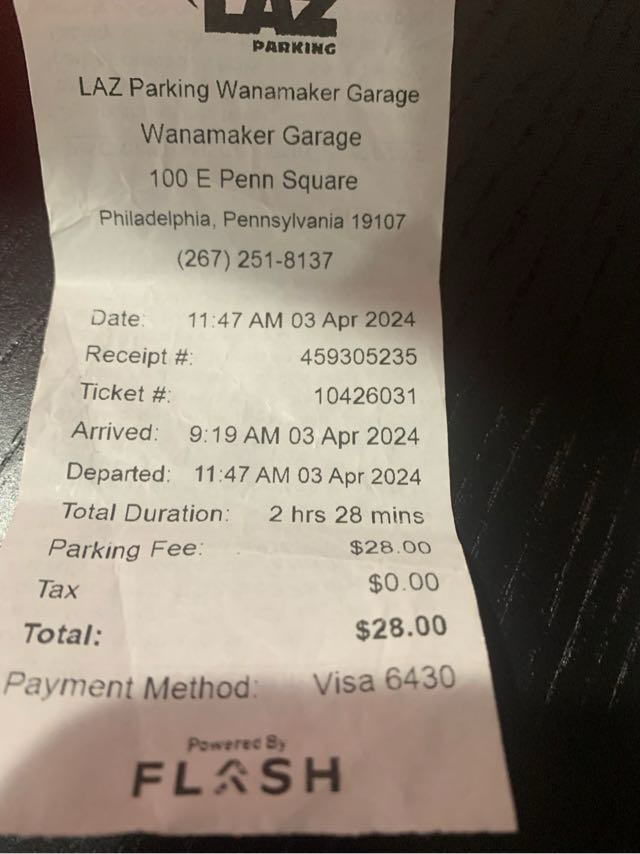 LAZ
PARKING
LAZ Parking Wanamaker Garage
Wanamaker Garage
100 E Penn Square
Philadelphia, Pennsylvania 19107
(267) 251-8137
Date: 11:47 AM 03 Apr 2024
Receipt #: 459305235
Ticket #: 10426031
Arrived: 9:19 AM 03 Apr 2024
Departed: 11:47 AM 03 Apr 2024
Total Duration: 2 hrs 28 mins
Parking Fee: $28.00
Tax $0.00
Total: $28.00
Payment Method: Visa 6430
Powered By
FLASH